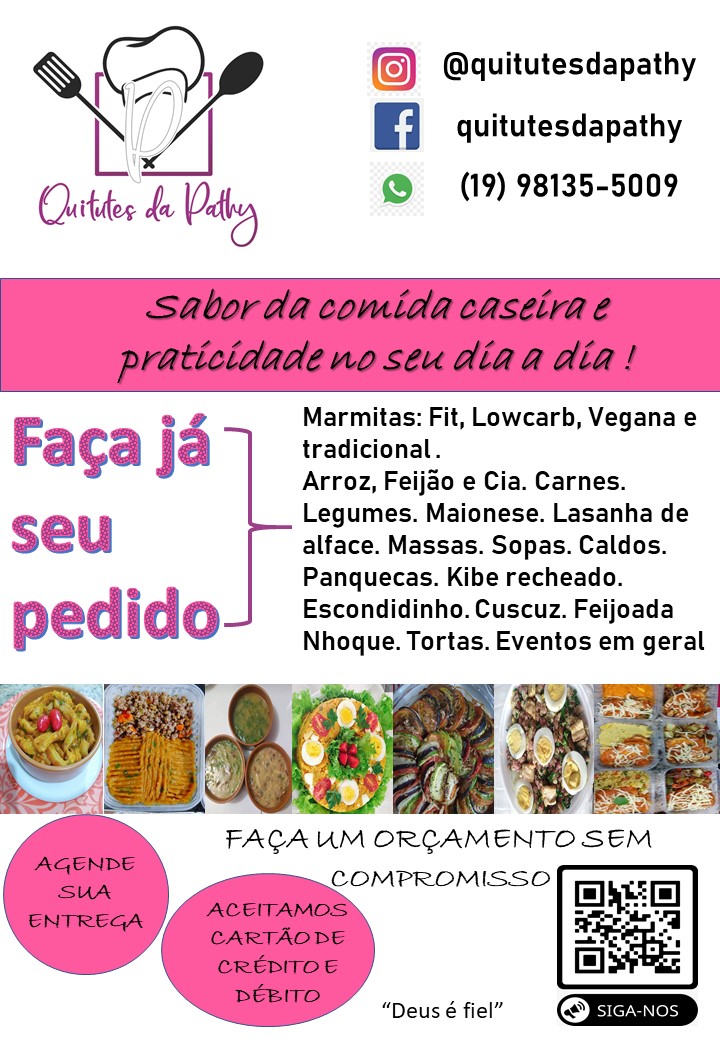 Quitutes da Pathy
@quitutesdapathy
quitutesdapathy
(19) 98135-5009
Sabor da comida caseira e
praticidade no seu dia a dia !
Faça já
seu
pedido
Marmitas: Fit, Lowcarb, Vegana e
tradicional.
Arroz, Feijão e Cia. Carnes.
Legumes. Maionese. Lasanha de
alface. Massas. Sopas. Caldos.
Panquecas. Kibe recheado.
Escondidinho. Cuscuz. Feijoada
Nhoque. Tortas. Eventos em geral
FAÇA UM ORÇAMENTO SEM
COMPROMISSO
AGENDE
SUA
ENTREGA
ACEITAMOS
CARTÃO DE
CRÉDITO E
DÉBITO
“Deus é fiel”
SIGA-NOS